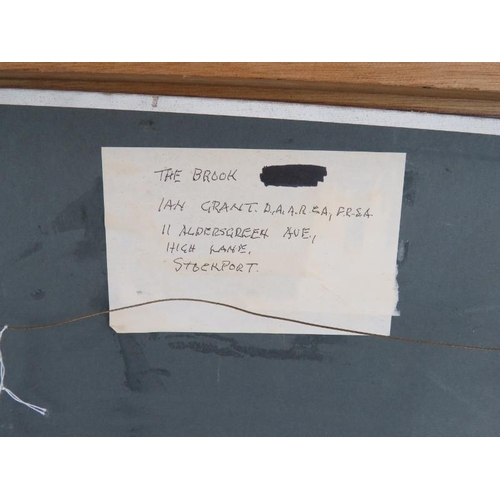 THE BROOK
IAN GRANT. D.A, A.R.B.A, F.R.S.A.
11 ALDERSGREEN AVE,
HIGH LANE,
STOCKPORT.